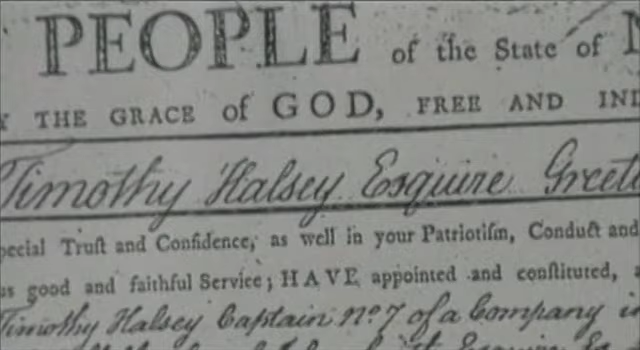 PEOPLE of the State of N
THE GRACE of GOD, FREE AND IND
Timothy Halsey Esquire Greeti
pecial Truſt and Confidence, as well in your Patriotiſm, Conduct and
us good and faithful Service; HAVE appointed and conſtituted, a
Timothy Halsey Captain No. 7 of a Company in